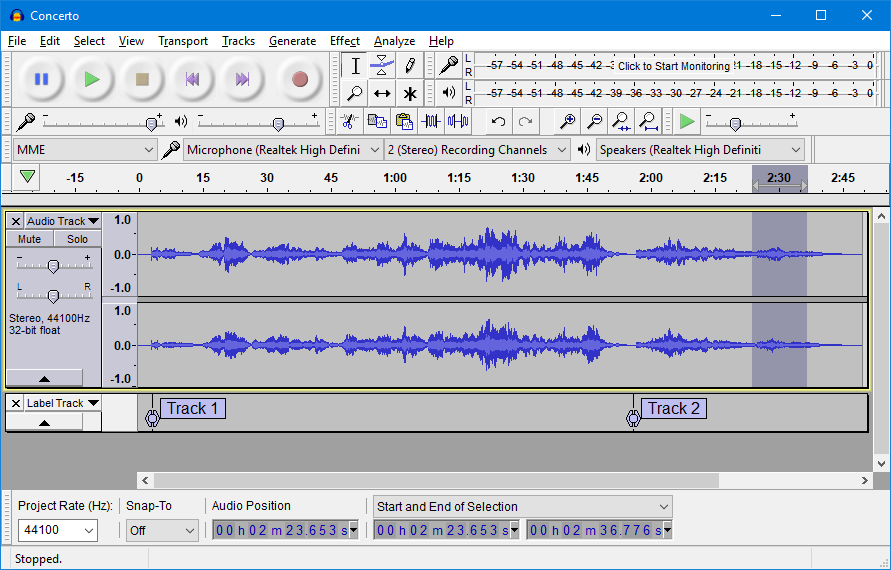 Concerto
File Edit Select View Transport Tracks Generate Effect Analyze Help
L
R
-57 -54 -51 -48 -45 -42 -3 Click to Start Monitoring 1 -18 -15 -12 -9 -6 -3 0
L
R
-57 -54 -51 -48 -45 -42 -39 -36 -33 -30 -27 -24 -21 -18 -15 -12 -9 -6 -3 0
- + - + - +
MME Microphone (Realtek High Defini 2 (Stereo) Recording Channels Speakers (Realtek High Definiti
-15 0 15 30 45 1:00 1:15 1:30 1:45 2:00 2:15 2:30 2:45
Audio Track
Mute Solo
- +
L R
Stereo, 44100Hz
32-bit float
1.0
0.0-
-1.0
1.0
0.0-
-1.0
Label Track
Track 1 Track 2
Project Rate (Hz): Snap-To Audio Position Start and End of Selection
44100 Off 00 h 02 m 23.653 s 00 h 02 m 23.653 s 00 h 02 m 36.776 s
Stopped.